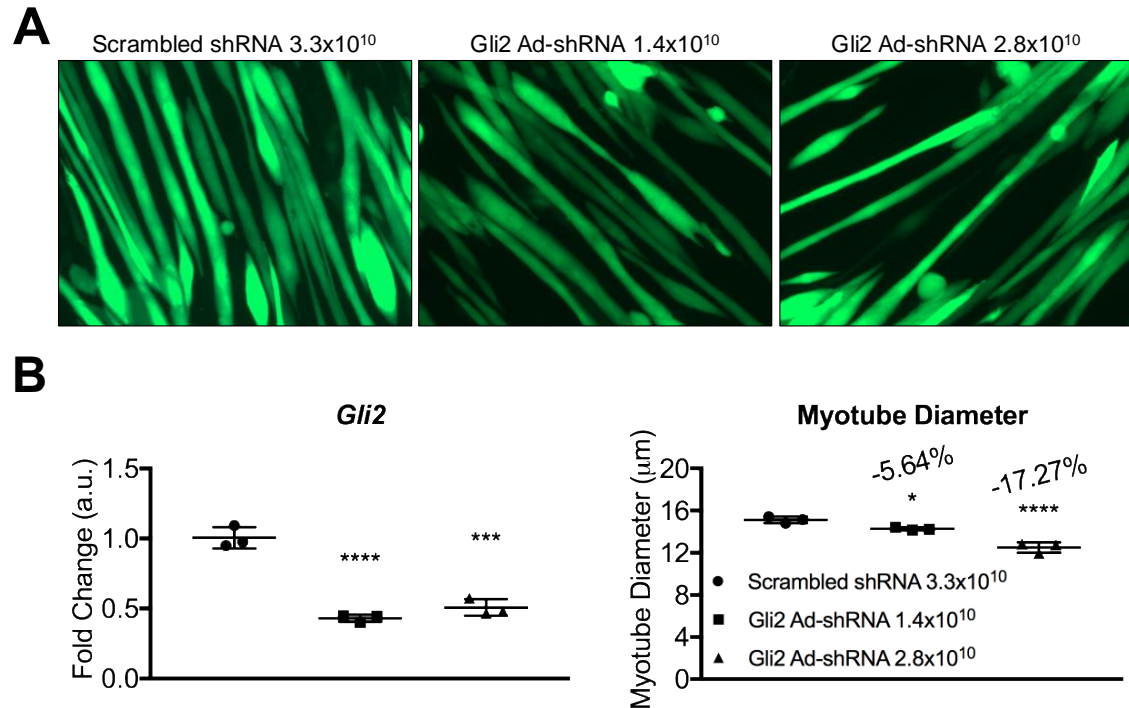 A
Scrambled shRNA 3.3x10¹⁰
Gli2 Ad-shRNA 1.4x10¹⁰
Gli2 Ad-shRNA 2.8x10¹⁰
B
Gli2
Fold Change (a.u.)
1.5
1.0
0.5
0.0
****
***
Myotube Diameter
Myotube Diameter (μm)
20
16
12
8
4
0
-5.64%
*
-17.27%
****
Scrambled shRNA 3.3x10¹⁰
Gli2 Ad-shRNA 1.4x10¹⁰
Gli2 Ad-shRNA 2.8x10¹⁰